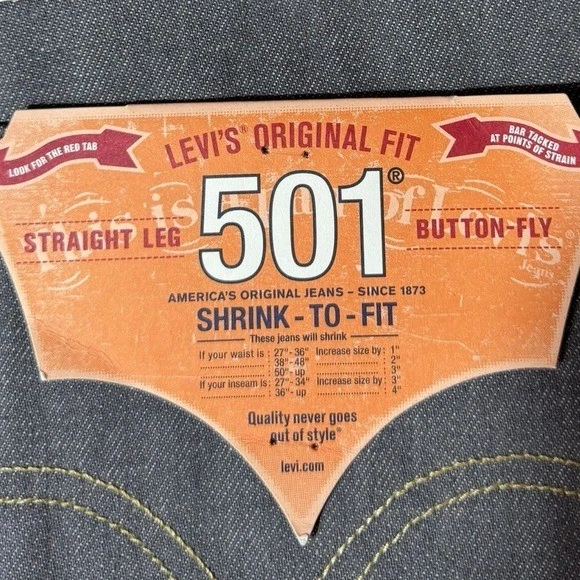 LEVI'S® ORIGINAL FIT
LOOK FOR THE RED TAB
BAR TACKED
AT POINTS OF STRAIN
501®
STRAIGHT LEG
BUTTON-FLY
AMERICA'S ORIGINAL JEANS – SINCE 1873
SHRINK - TO - FIT
These jeans will shrink
If your waist is : 27"- 36" Increase size by : 1"
38"- 48" 2"
50"- up 3"
If your inseam is : 27"- 34" Increase size by : 3"
36"- up 4"
Quality never goes
out of style®
levi.com